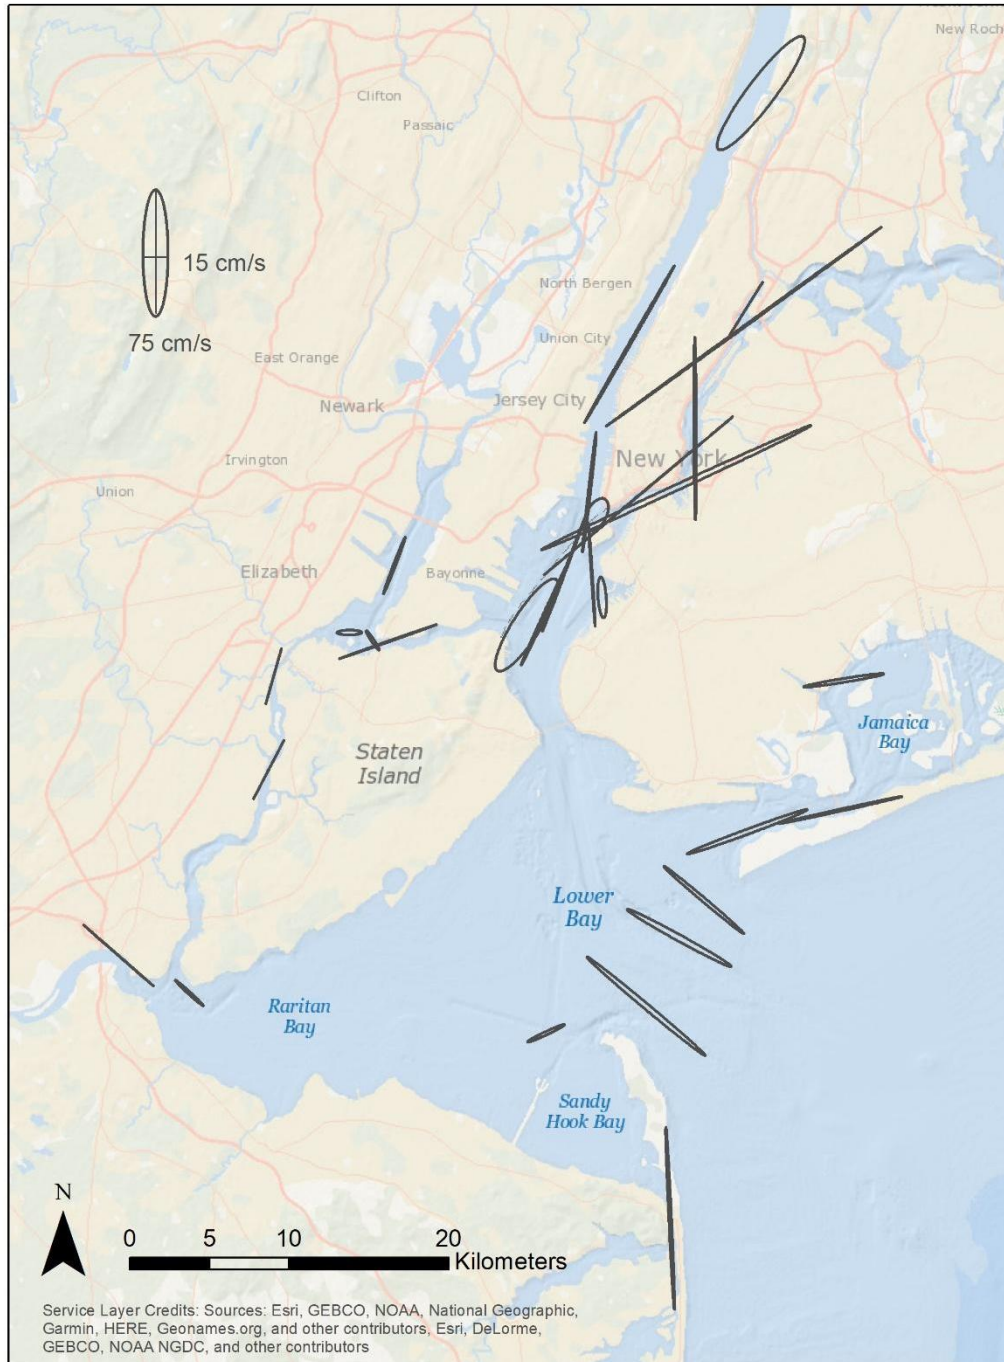 New Roch
Clifton
Passaic
15 cm/s
North Bergen
75 cm/s
Union City
East Orange
Newark
Jersey City
Irvington
New York
Union
Elizabeth
Bayonne
Staten
Island
Jamaica
Bay
Lower
Bay
Raritan
Bay
Sandy
Hook Bay
N
0 5 10 20
Kilometers
Service Layer Credits: Sources: Esri, GEBCO, NOAA, National Geographic,
Garmin, HERE, Geonames.org, and other contributors, Esri, DeLorme,
GEBCO, NOAA NGDC, and other contributors